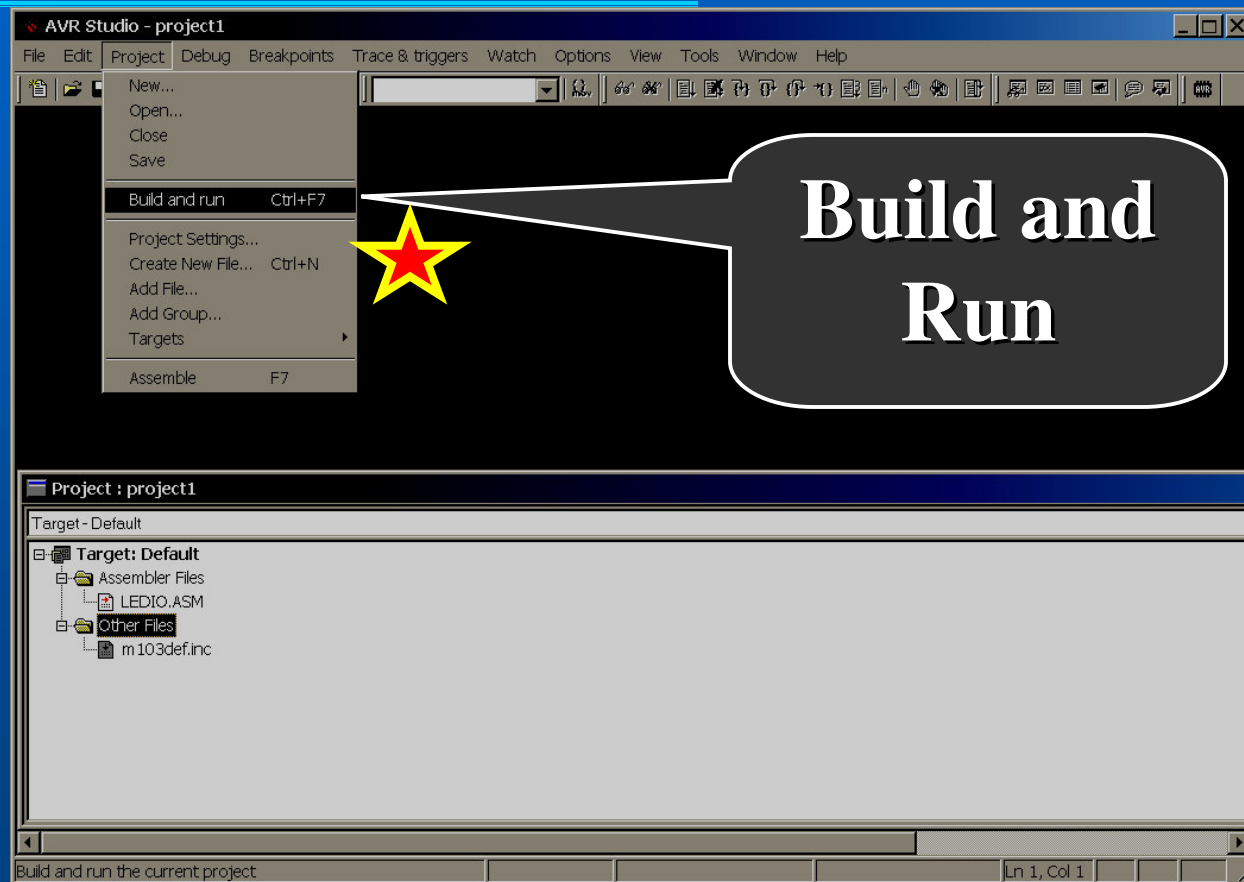 AVR Studio - project1
File Edit Project Debug Breakpoints Trace & triggers Watch Options View Tools Window Help
New...
Open...
Close
Save
Build and run Ctrl+F7
Project Settings...
Create New File... Ctrl+N
Add File...
Add Group...
Targets
Assemble F7
Build and
Run
Project : project1
Target - Default
Target: Default
Assembler Files
LEDIO.ASM
Other Files
m103def.inc
Build and run the current project
Ln 1, Col 1